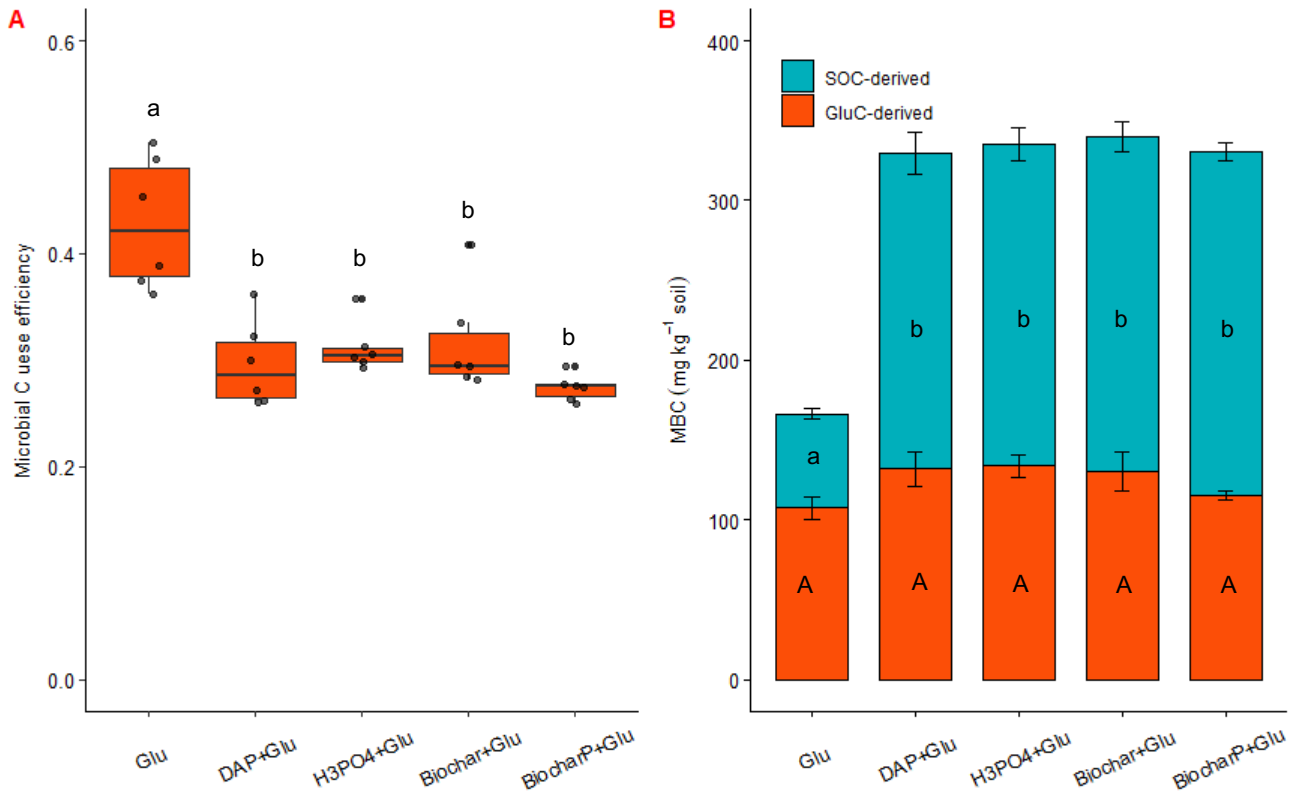 A
Microbial C uese efficiency
0.6
0.4
0.2
0.0
a
b
b
b
b
Glu
DAP+Glu
H3PO4+Glu
Biochar+Glu
BiocharP+Glu
B
MBC (mg kg⁻¹ soil)
400
300
200
100
0
SOC-derived
GluC-derived
a
b
b
b
b
A
A
A
A
A
Glu
DAP+Glu
H3PO4+Glu
Biochar+Glu
BiocharP+Glu